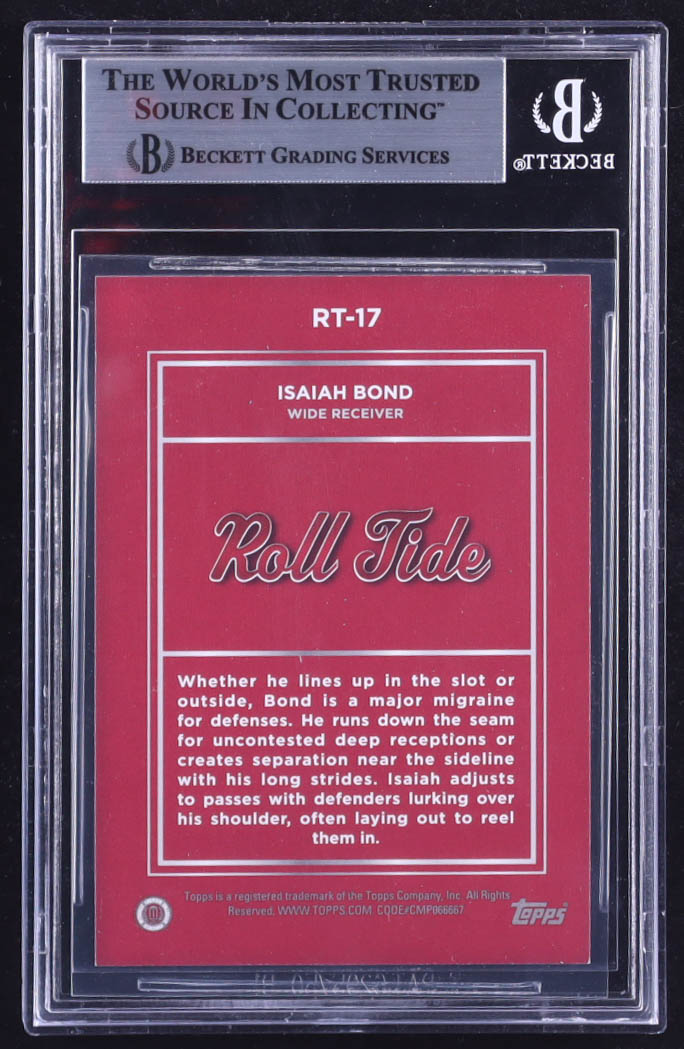 THE WORLD'S MOST TRUSTED
SOURCE IN COLLECTING™
B BECKETT GRADING SERVICES
B
BECKETT®
RT-17
ISAIAH BOND
WIDE RECEIVER
Roll Tide
Whether he lines up in the slot or
outside, Bond is a major migraine
for defenses. He runs down the seam
for uncontested deep receptions or
creates separation near the sideline
with his long strides. Isaiah adjusts
to passes with defenders lurking over
his shoulder, often laying out to reel
them in.
Topps is a registered trademark of the Topps Company, Inc. All Rights
Reserved. WWW.TOPPS.COM CODE#CMP066667
topps